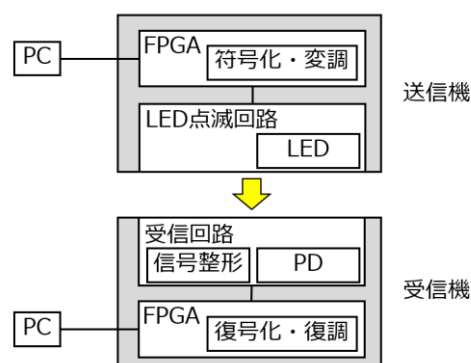 PC
FPGA
符号化・変調
LED点滅回路
LED
送信機
受信回路
信号整形
PD
受信機
PC
FPGA
復号化・復調